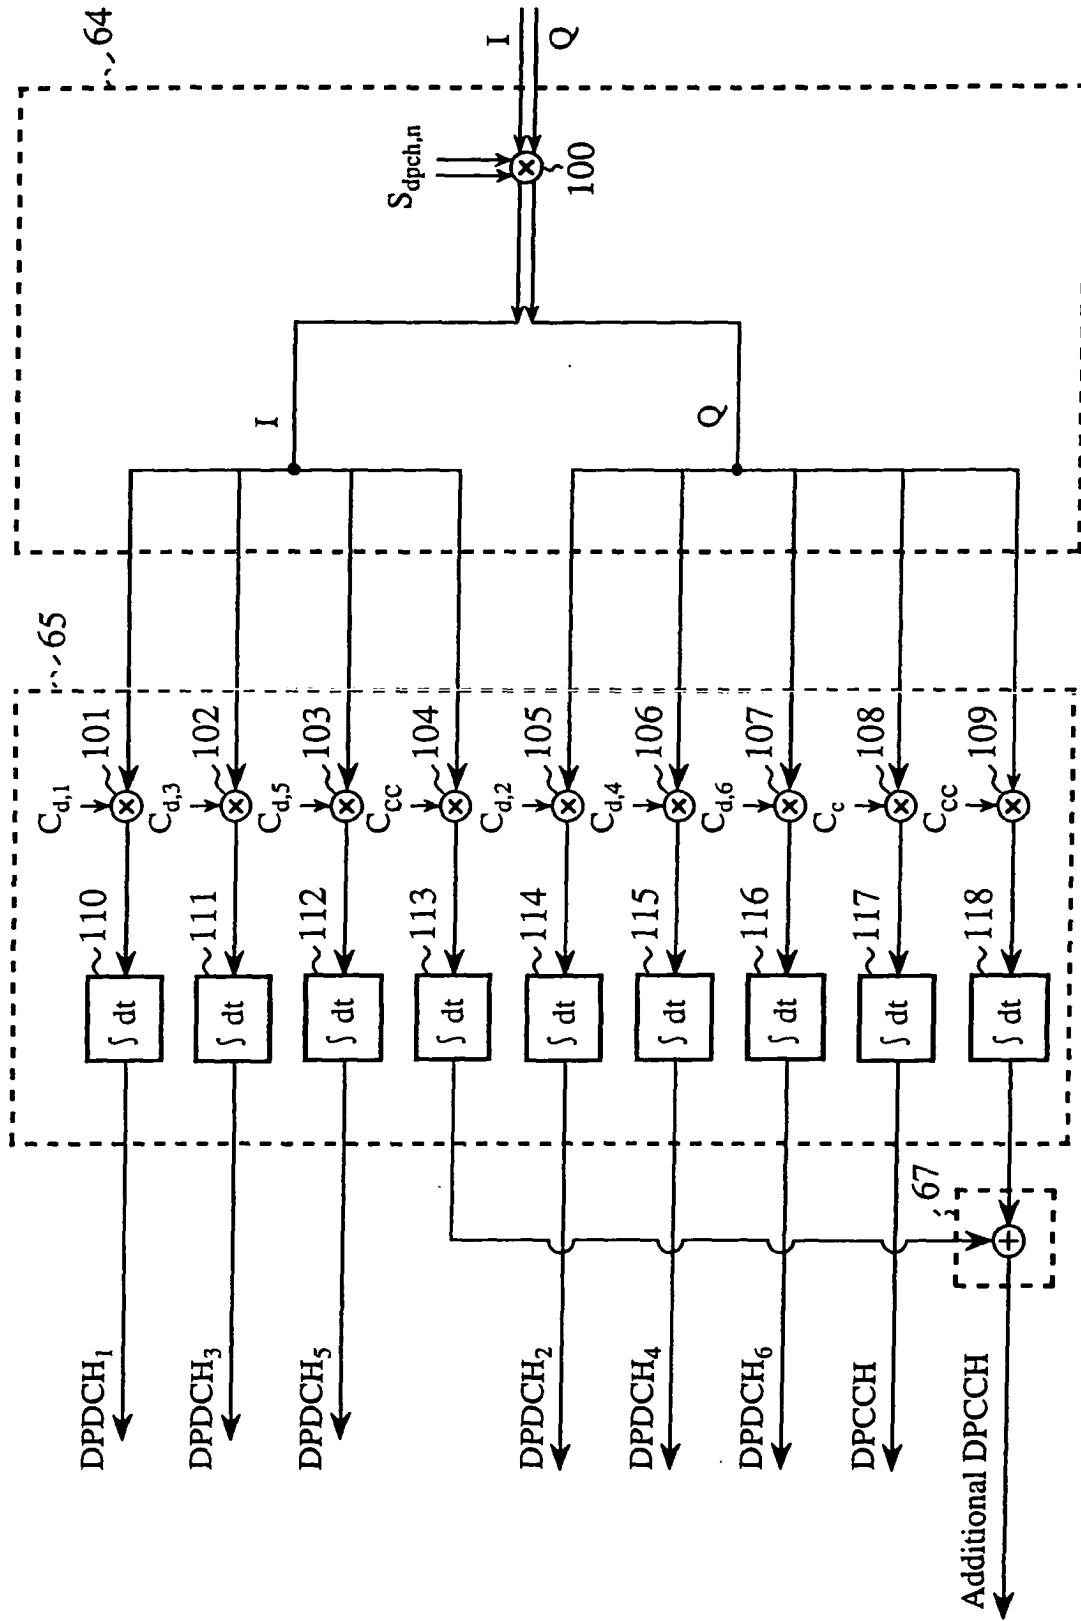 64
I
Q
S_dpch,n
100
I
Q
65
C_d,1
101
C_d,3
102
C_d,5
103
C_cc
104
C_d,2
105
C_d,4
106
C_d,6
107
C_c
108
C_cc
109
110
∫ dt
111
∫ dt
112
∫ dt
113
∫ dt
114
∫ dt
115
∫ dt
116
∫ dt
117
∫ dt
118
∫ dt
67
DPDCH₁
DPDCH₃
DPDCH₅
DPDCH₂
DPDCH₄
DPDCH₆
DPCCH
Additional DPCCH